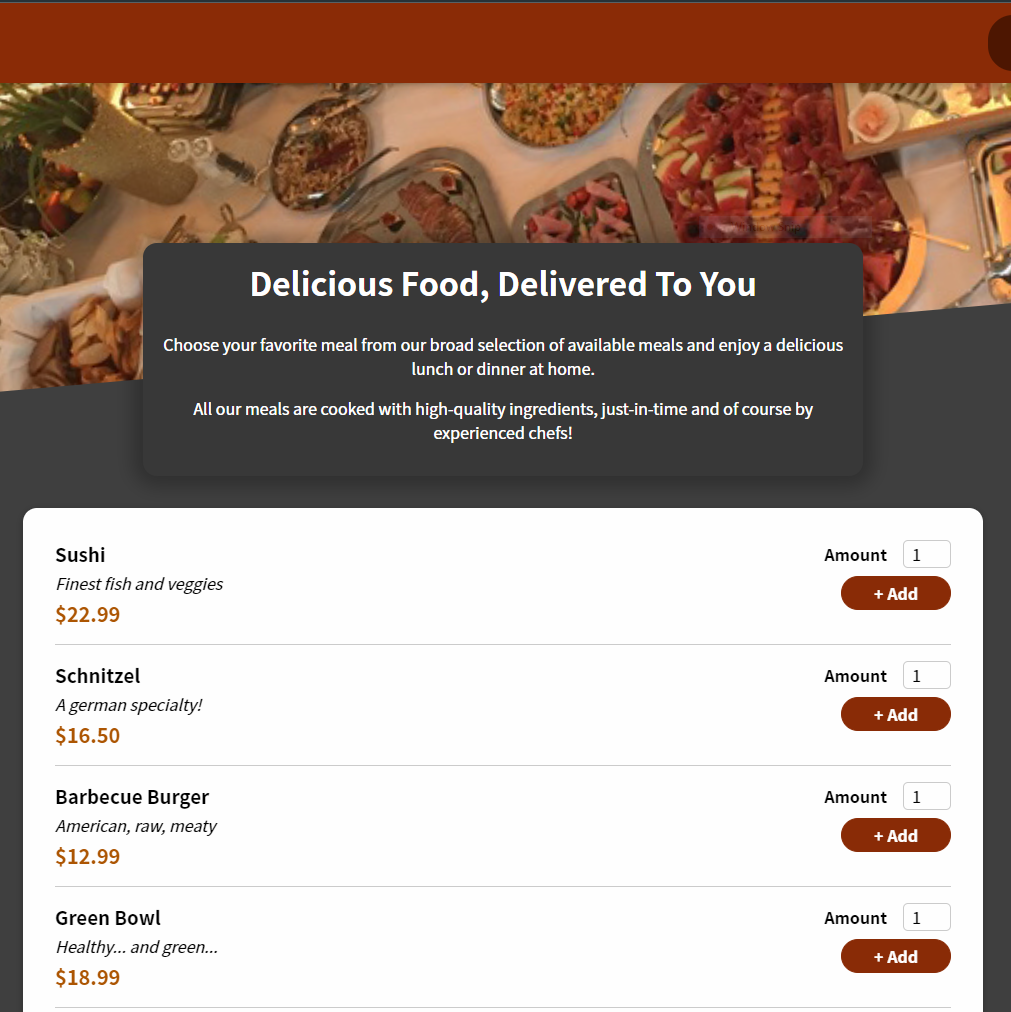 Delicious Food, Delivered To You
Choose your favorite meal from our broad selection of available meals and enjoy a delicious
lunch or dinner at home.
All our meals are cooked with high-quality ingredients, just-in-time and of course by
experienced chefs!
Sushi
Finest fish and veggies
$22.99
Amount 1
+ Add
Schnitzel
A german specialty!
$16.50
Amount 1
+ Add
Barbecue Burger
American, raw, meaty
$12.99
Amount 1
+ Add
Green Bowl
Healthy... and green...
$18.99
Amount 1
+ Add